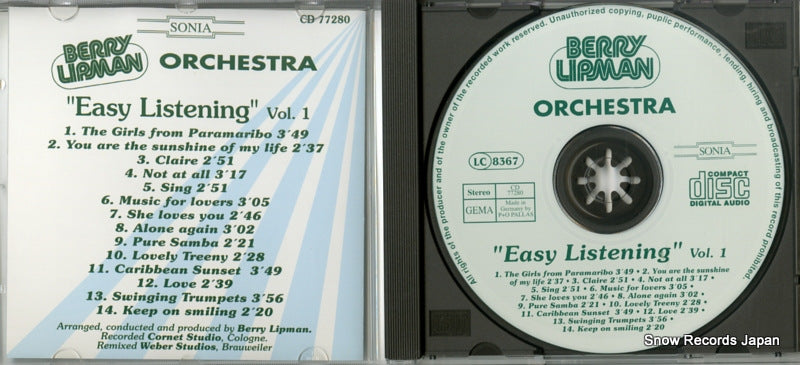 SONIA
CD 77280
BERRY
LIPMAN
ORCHESTRA
"Easy Listening" Vol. 1
1. The Girls from Paramaribo 3´49
2. You are the sunshine of my life 2´37
3. Claire 2´51
4. Not at all 3´17
5. Sing 2´51
6. Music for lovers 3´05
7. She loves you 2´46
8. Alone again 3´02
9. Pure Samba 2´21
10. Lovely Treeny 2´28
11. Caribbean Sunset 3´49
12. Love 2´39
13. Swinging Trumpets 3´56
14. Keep on smiling 2´20
Arranged, conducted and produced by Berry Lipman.
Recorded Cornet Studio, Cologne.
Remixed Weber Studios, Brauweiler
All rights of the producer and of the owner of the recorded work reserved. Unauthorized copying, puplic performance, lending, hiring and broadcasting of this record prohibited.
BERRY
LIPMAN
ORCHESTRA
LC 8367
SONIA
Stereo
CD
77280
GEMA
Made in
Germany by
P+O PALLAS
COMPACT
disc
DIGITAL AUDIO
"Easy Listening" Vol. 1
1. The Girls from Paramaribo 3´49 • 2. You are the sunshine
of my life 2´37 • 3. Claire 2´51 • 4. Not at all 3´17 •
5. Sing 2´51 • 6. Music for lovers 3´05 •
7. She loves you 2´46 • 8. Alone again 3´02 •
9. Pure Samba 2´21 • 10. Lovely Treeny 2´28 •
11. Caribbean Sunset 3´49 • 12. Love 2´39 •
13. Swinging Trumpets 3´56 •
14. Keep on smiling 2´20
Snow Records Japan